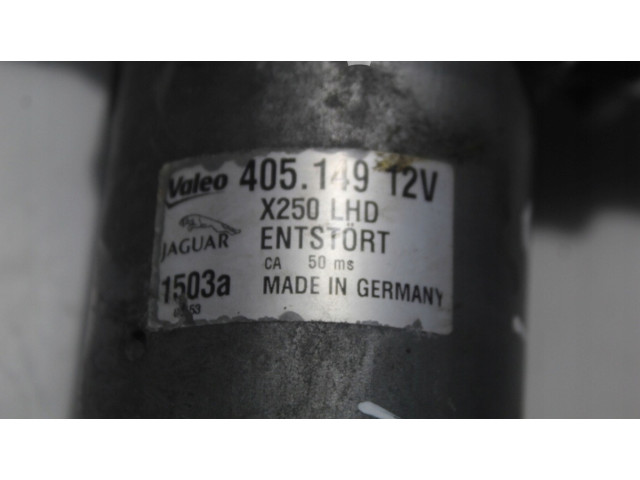 Valeo 405.149 12V
X250 LHD
JAGUAR ENTSTÖRT
CA 50 ms
1503a MADE IN GERMANY